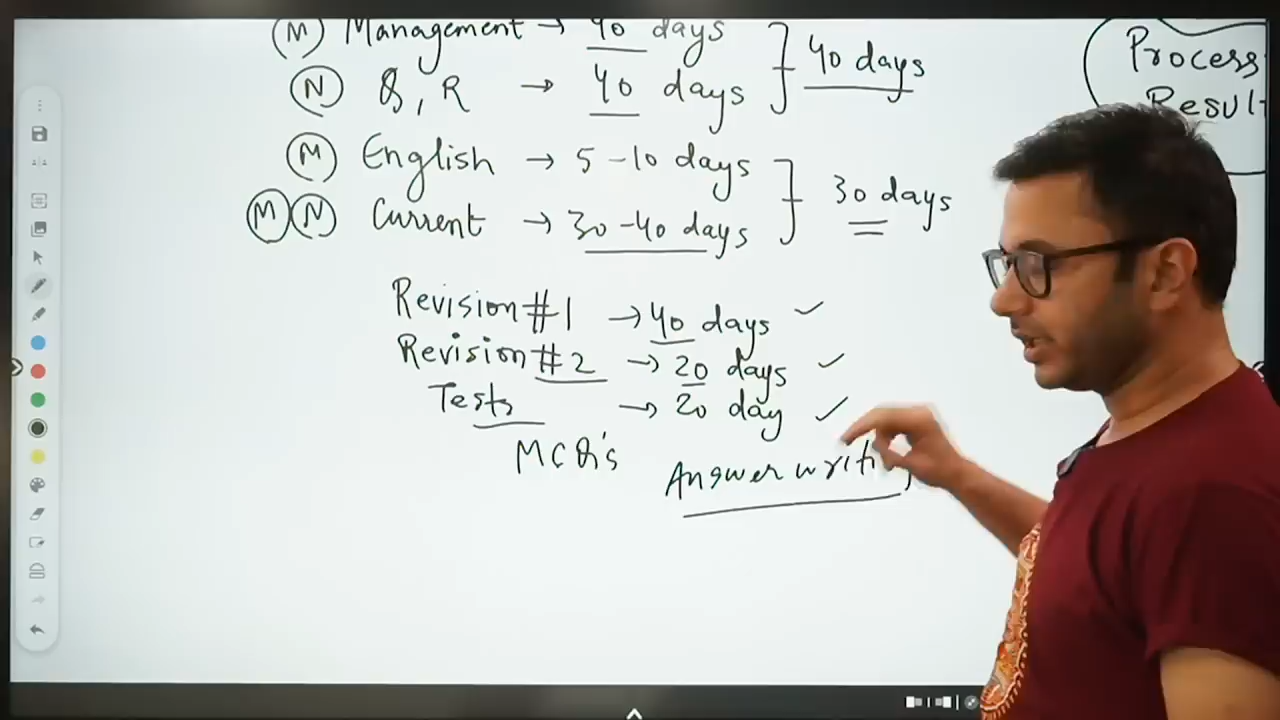 (M) Management → 40 days
(N) Q, R → 40 days
40 days
(M) English → 5-10 days
(M)(N) Current → 30-40 days
30 days
Revision #1 → 40 days ✓
Revision #2 → 20 days ✓
Tests → 20 day ✓
MCQ's
Answer writi
Process
Result